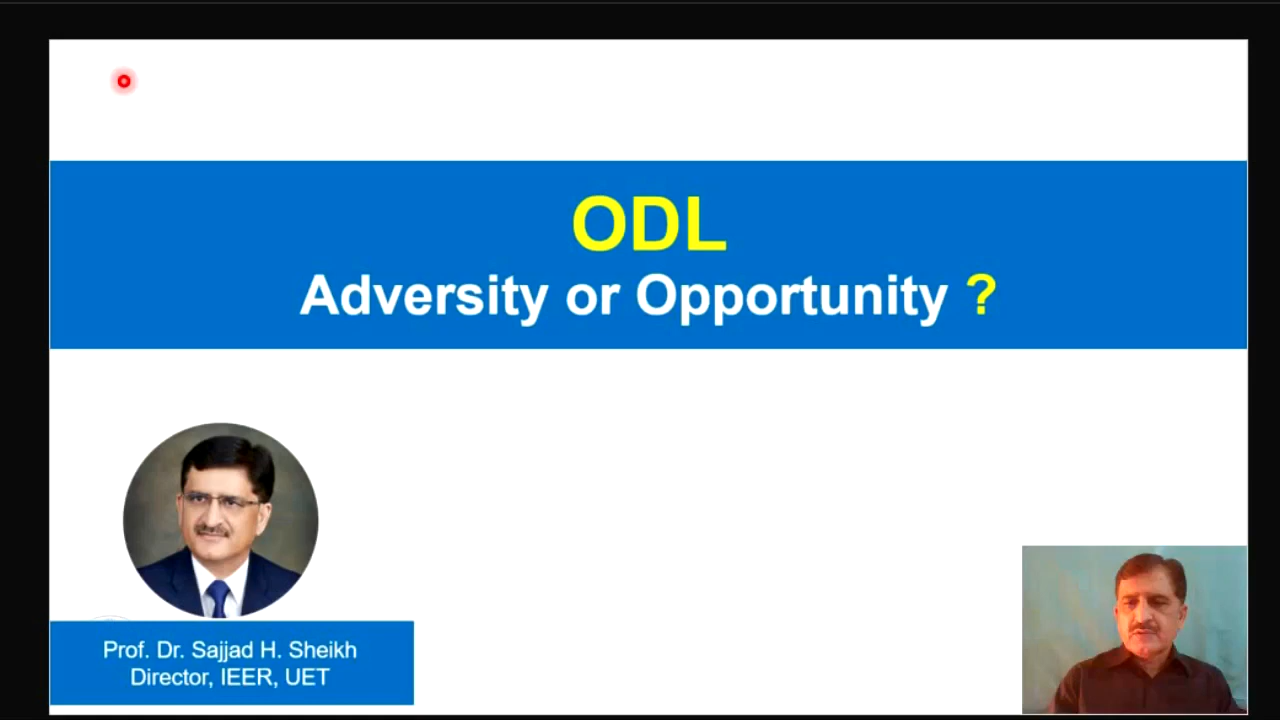 ODL
Adversity or Opportunity ?
Prof. Dr. Sajjad H. Sheikh
Director, IEER, UET